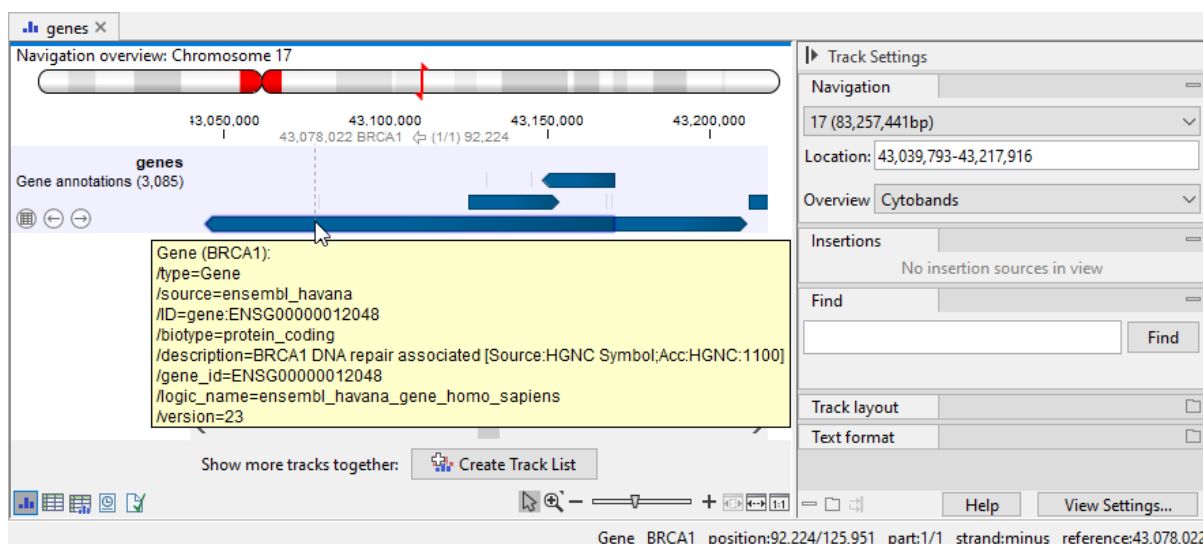 genes
Navigation overview: Chromosome 17
43,050,000 43,100,000 43,150,000 43,200,000
43,078,022 BRCA1 (1/1) 92,224
genes
Gene annotations (3,085)
Gene (BRCA1):
/type=Gene
/source=ensembl_havana
/ID=gene:ENSG00000012048
/biotype=protein_coding
/description=BRCA1 DNA repair associated [Source:HGNC Symbol;Acc:HGNC:1100]
/gene_id=ENSG00000012048
/logic_name=ensembl_havana_gene_homo_sapiens
/version=23
Show more tracks together: Create Track List
1:1
Track Settings
Navigation
17 (83,257,441bp)
Location: 43,039,793-43,217,916
Overview Cytobands
Insertions
No insertion sources in view
Find
Find
Track layout
Text format
Help View Settings...
Gene BRCA1 position:92,224/125,951 part:1/1 strand:minus reference:43,078,022